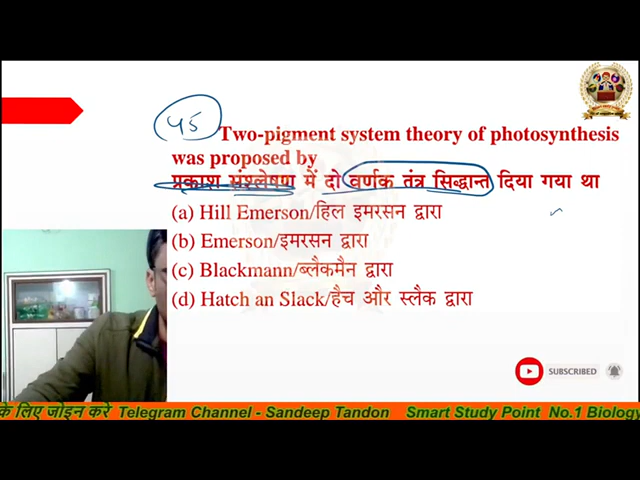 45
Two-pigment system theory of photosynthesis
was proposed by
प्रकाश संश्लेषण में दो वर्णक तंत्र सिद्धान्त दिया गया था
(a) Hill Emerson/हिल इमरसन द्वारा
(b) Emerson/इमरसन द्वारा
(c) Blackmann/ब्लैकमैन द्वारा
(d) Hatch an Slack/हैच और स्लैक द्वारा
SUBSCRIBED
के लिए जोइन करे Telegram Channel - Sandeep Tandon Smart Study Point No.1 Biology